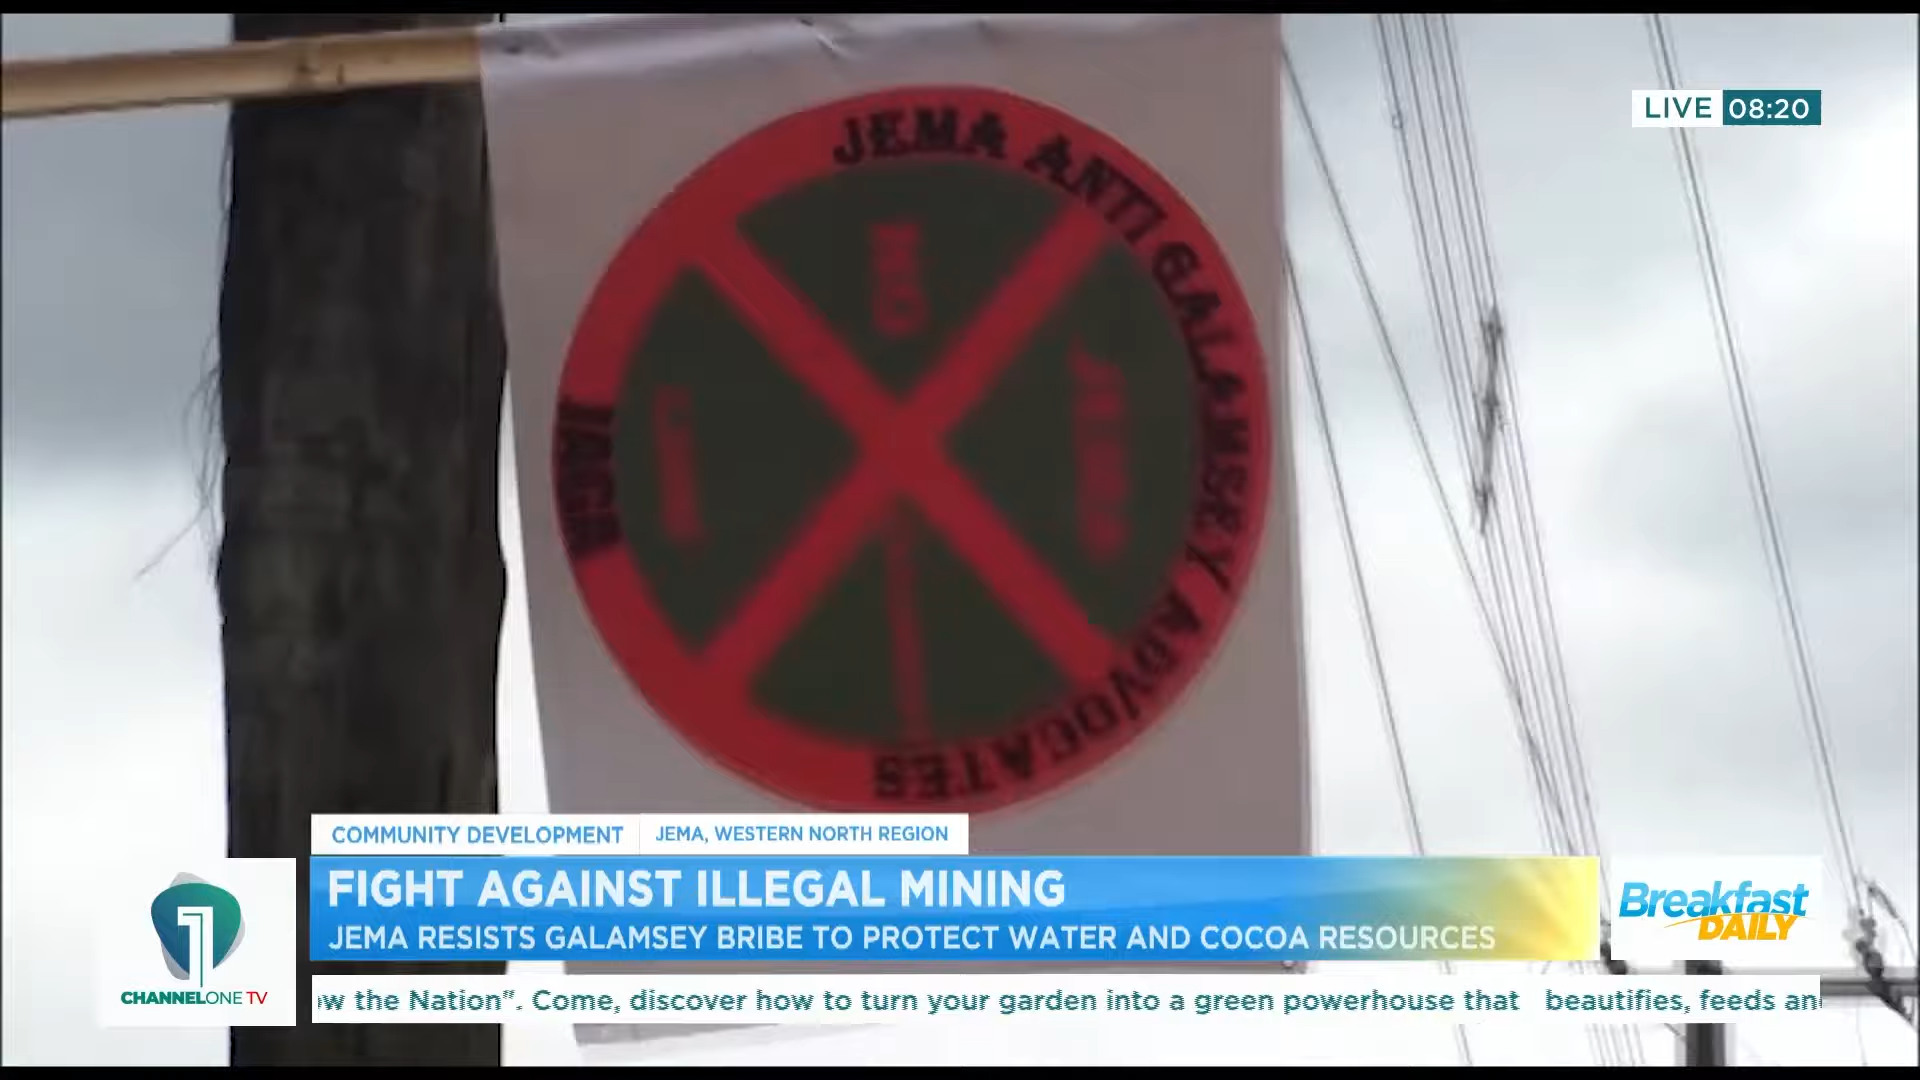 LIVE 08:20
JEMA ANTI GALAMSEY ADVOCATES
COMMUNITY DEVELOPMENT
JEMA, WESTERN NORTH REGION
FIGHT AGAINST ILLEGAL MINING
JEMA RESISTS GALAMSEY BRIBE TO PROTECT WATER AND COCOA RESOURCES
Breakfast
DAILY
1
CHANNELONE TV
the Nation". Come, discover how to turn your garden into a green powerhouse that beautifies, feeds